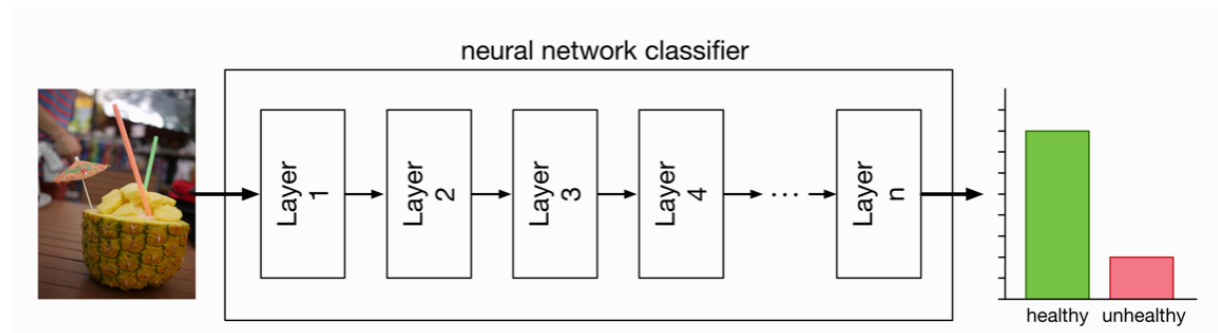 neural network classifier
Layer
1
Layer
2
Layer
3
Layer
4
...
Layer
n
healthy
unhealthy